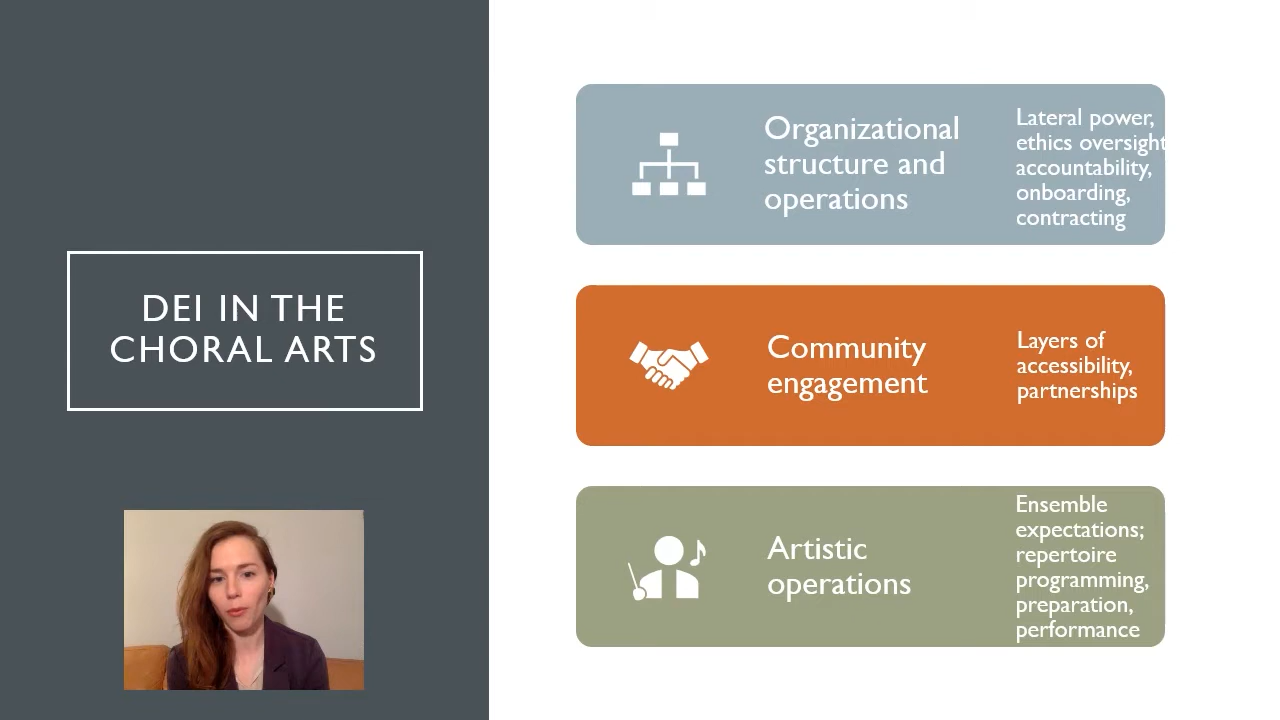 DEI IN THE
CHORAL ARTS
Organizational
structure and
operations
Lateral power,
ethics oversight
accountability,
onboarding,
contracting
Community
engagement
Layers of
accessibility,
partnerships
Artistic
operations
Ensemble
expectations;
repertoire
programming,
preparation,
performance